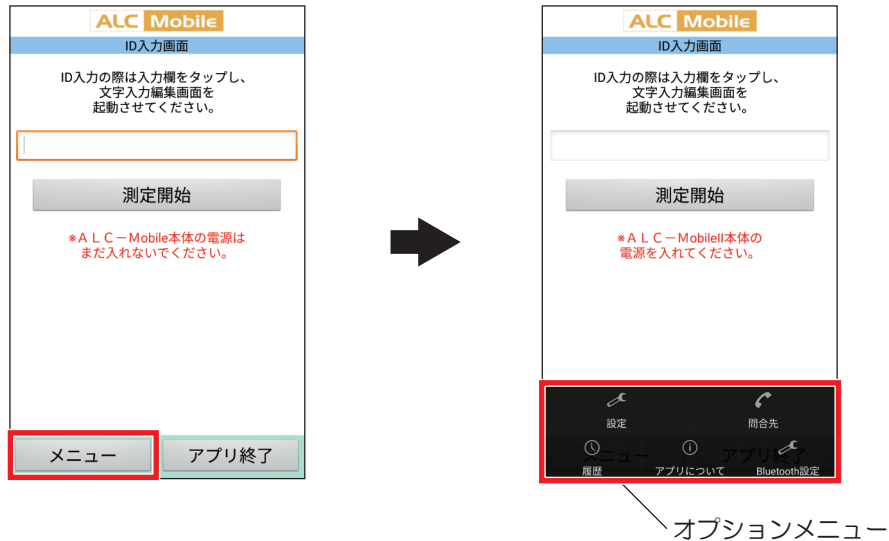 ALC Mobile
ID入力画面
ID入力の際は入力欄をタップし、
文字入力編集画面を
起動させてください。
測定開始
※ＡＬＣ－Mobile本体の電源は
まだ入れないでください。
メニュー
アプリ終了
ALC Mobile
ID入力画面
ID入力の際は入力欄をタップし、
文字入力編集画面を
起動させてください。
測定開始
※ＡＬＣ－MobileII本体の
電源を入れてください。
設定
問合先
メニュー
アプリ終了
履歴
アプリについて
Bluetooth設定
オプションメニュー